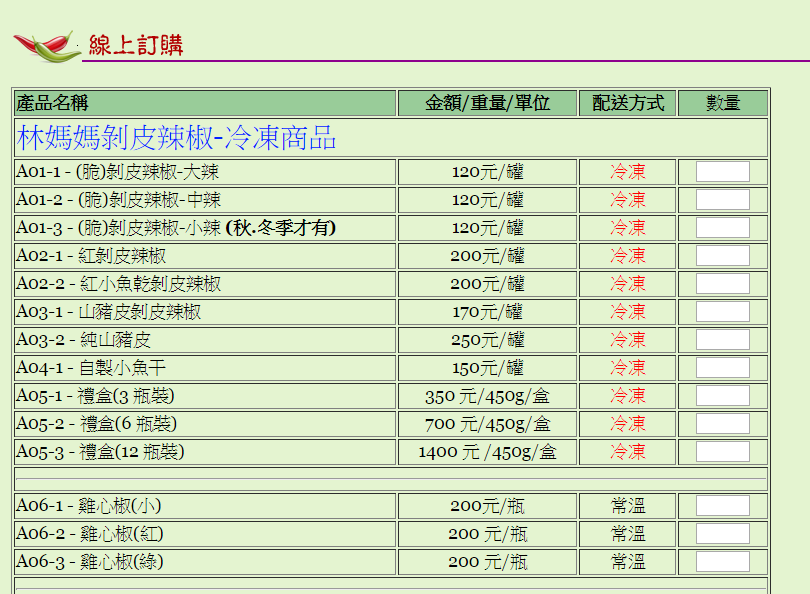 線上訂購
產品名稱 金額/重量/單位 配送方式 數量
林媽媽剝皮辣椒-冷凍商品
A01-1 - (脆)剝皮辣椒-大辣 120元/罐 冷凍
A01-2 - (脆)剝皮辣椒-中辣 120元/罐 冷凍
A01-3 - (脆)剝皮辣椒-小辣 (秋.冬季才有) 120元/罐 冷凍
A02-1 - 紅剝皮辣椒 200元/罐 冷凍
A02-2 - 紅小魚乾剝皮辣椒 200元/罐 冷凍
A03-1 - 山豬皮剝皮辣椒 170元/罐 冷凍
A03-2 - 純山豬皮 250元/罐 冷凍
A04-1 - 自製小魚干 150元/罐 冷凍
A05-1 - 禮盒(3 瓶裝) 350 元/450g/盒 冷凍
A05-2 - 禮盒(6 瓶裝) 700 元/450g/盒 冷凍
A05-3 - 禮盒(12 瓶裝) 1400 元 /450g/盒 冷凍
A06-1 - 雞心椒(小) 200元/瓶 常溫
A06-2 - 雞心椒(紅) 200 元/瓶 常溫
A06-3 - 雞心椒(綠) 200 元/瓶 常溫